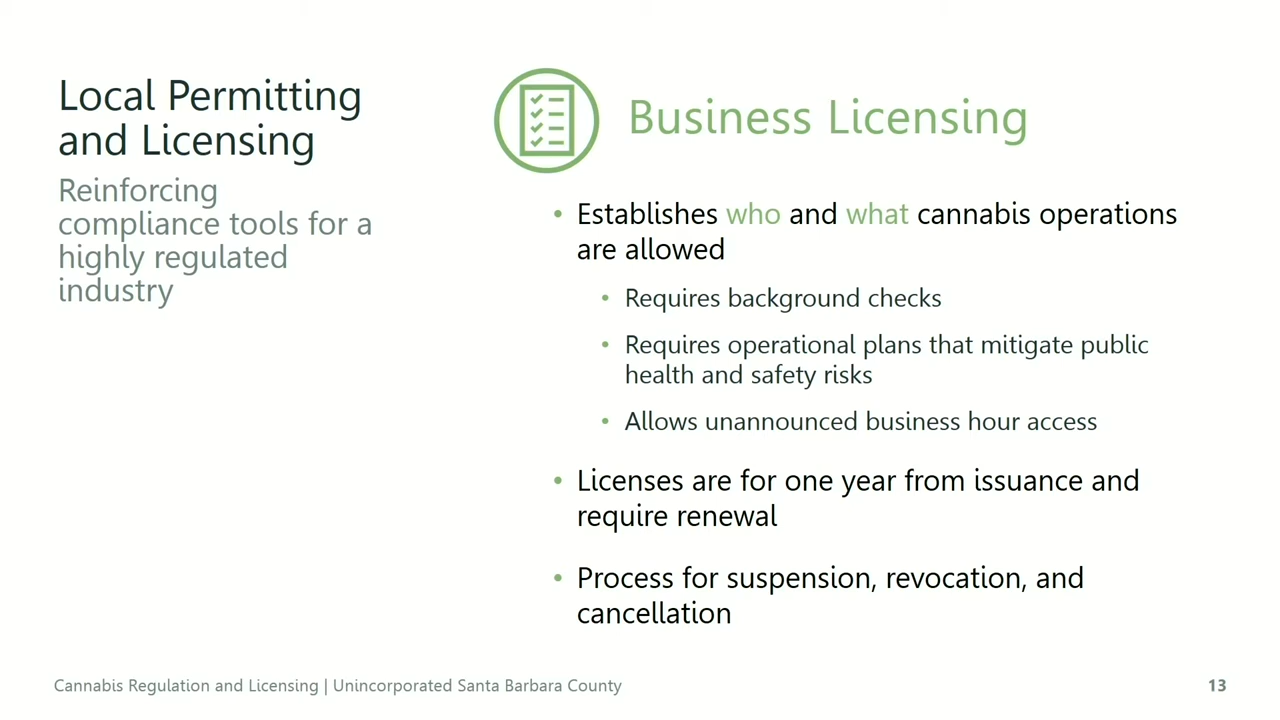 Local Permitting
and Licensing
Reinforcing
compliance tools for a
highly regulated
industry
Business Licensing
• Establishes who and what cannabis operations
are allowed
• Requires background checks
• Requires operational plans that mitigate public
health and safety risks
• Allows unannounced business hour access
• Licenses are for one year from issuance and
require renewal
• Process for suspension, revocation, and
cancellation
Cannabis Regulation and Licensing | Unincorporated Santa Barbara County
13